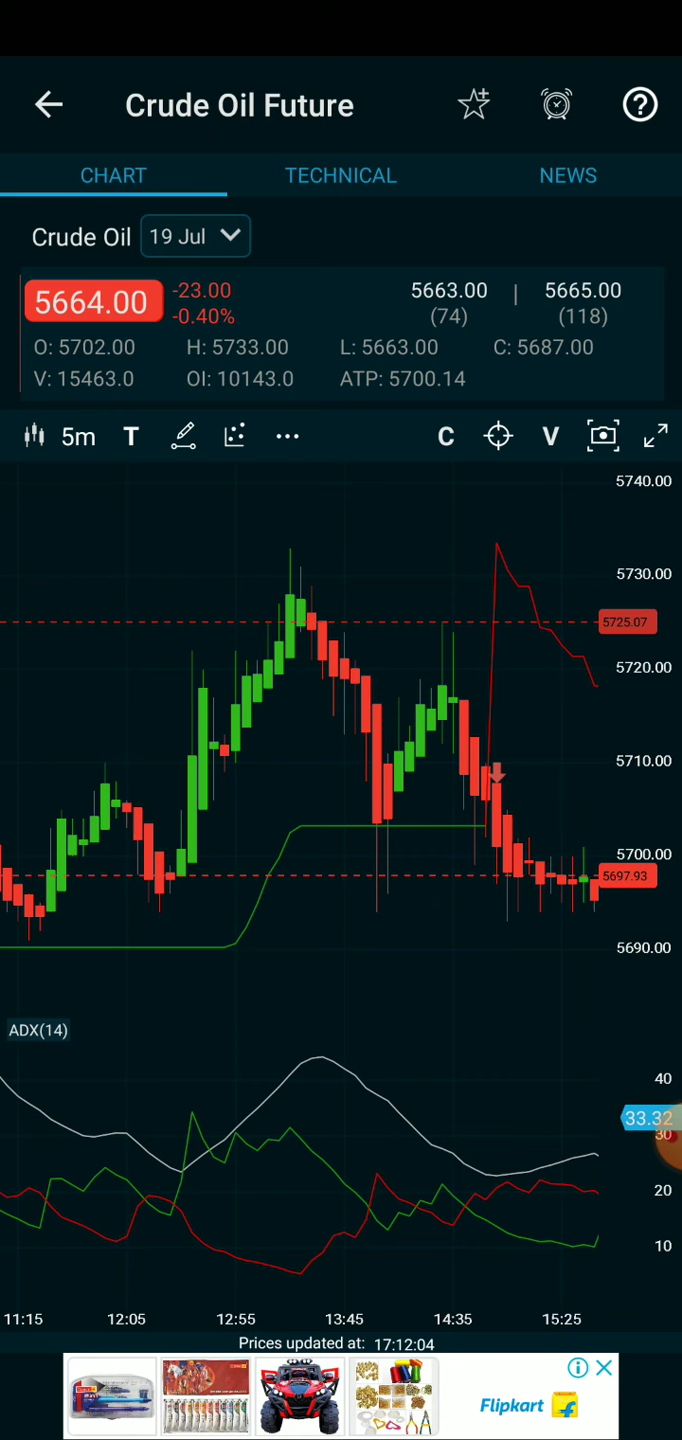 Crude Oil Future
CHART TECHNICAL NEWS
Crude Oil 19 Jul
5664.00 -23.00 5663.00 | 5665.00
-0.40% (74) (118)
O: 5702.00 H: 5733.00 L: 5663.00 C: 5687.00
V: 15463.0 OI: 10143.0 ATP: 5700.14
5m T C V
5740.00
5730.00
5725.07
5720.00
5710.00
5700.00
5697.93
5690.00
ADX(14)
40
33.32
30
20
10
11:15 12:05 12:55 13:45 14:35 15:25
Prices updated at: 17:12:04
Flipkart